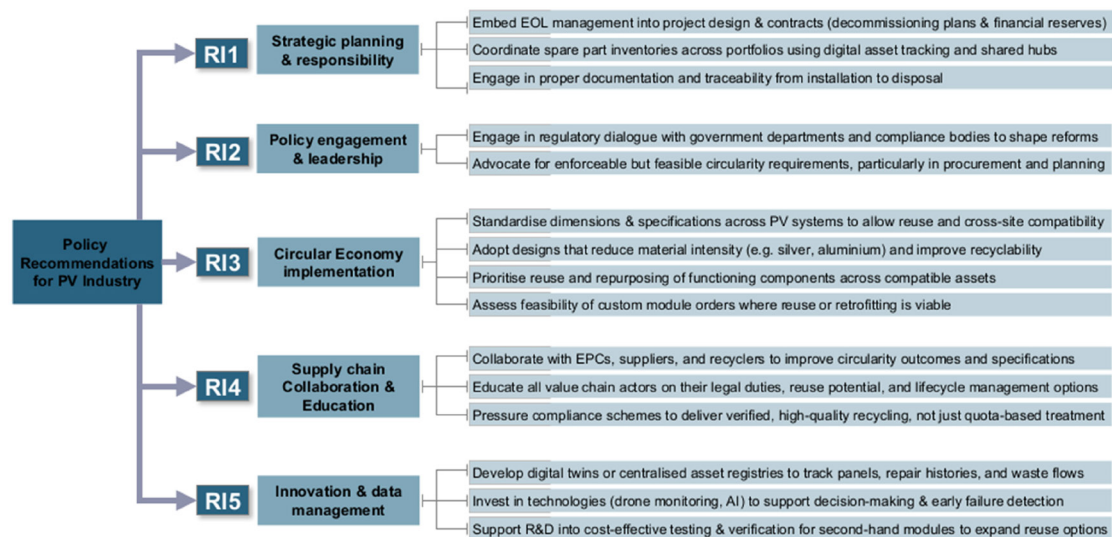 Policy
Recommendations
for PV Industry
RI1
Strategic planning
& responsibility
Embed EOL management into project design & contracts (decommissioning plans & financial reserves)
Coordinate spare part inventories across portfolios using digital asset tracking and shared hubs
Engage in proper documentation and traceability from installation to disposal
RI2
Policy engagement
& leadership
Engage in regulatory dialogue with government departments and compliance bodies to shape reforms
Advocate for enforceable but feasible circularity requirements, particularly in procurement and planning
RI3
Circular Economy
implementation
Standardise dimensions & specifications across PV systems to allow reuse and cross-site compatibility
Adopt designs that reduce material intensity (e.g. silver, aluminium) and improve recyclability
Prioritise reuse and repurposing of functioning components across compatible assets
Assess feasibility of custom module orders where reuse or retrofitting is viable
RI4
Supply chain
Collaboration &
Education
Collaborate with EPCs, suppliers, and recyclers to improve circularity outcomes and specifications
Educate all value chain actors on their legal duties, reuse potential, and lifecycle management options
Pressure compliance schemes to deliver verified, high-quality recycling, not just quota-based treatment
RI5
Innovation & data
management
Develop digital twins or centralised asset registries to track panels, repair histories, and waste flows
Invest in technologies (drone monitoring, AI) to support decision-making & early failure detection
Support R&D into cost-effective testing & verification for second-hand modules to expand reuse options